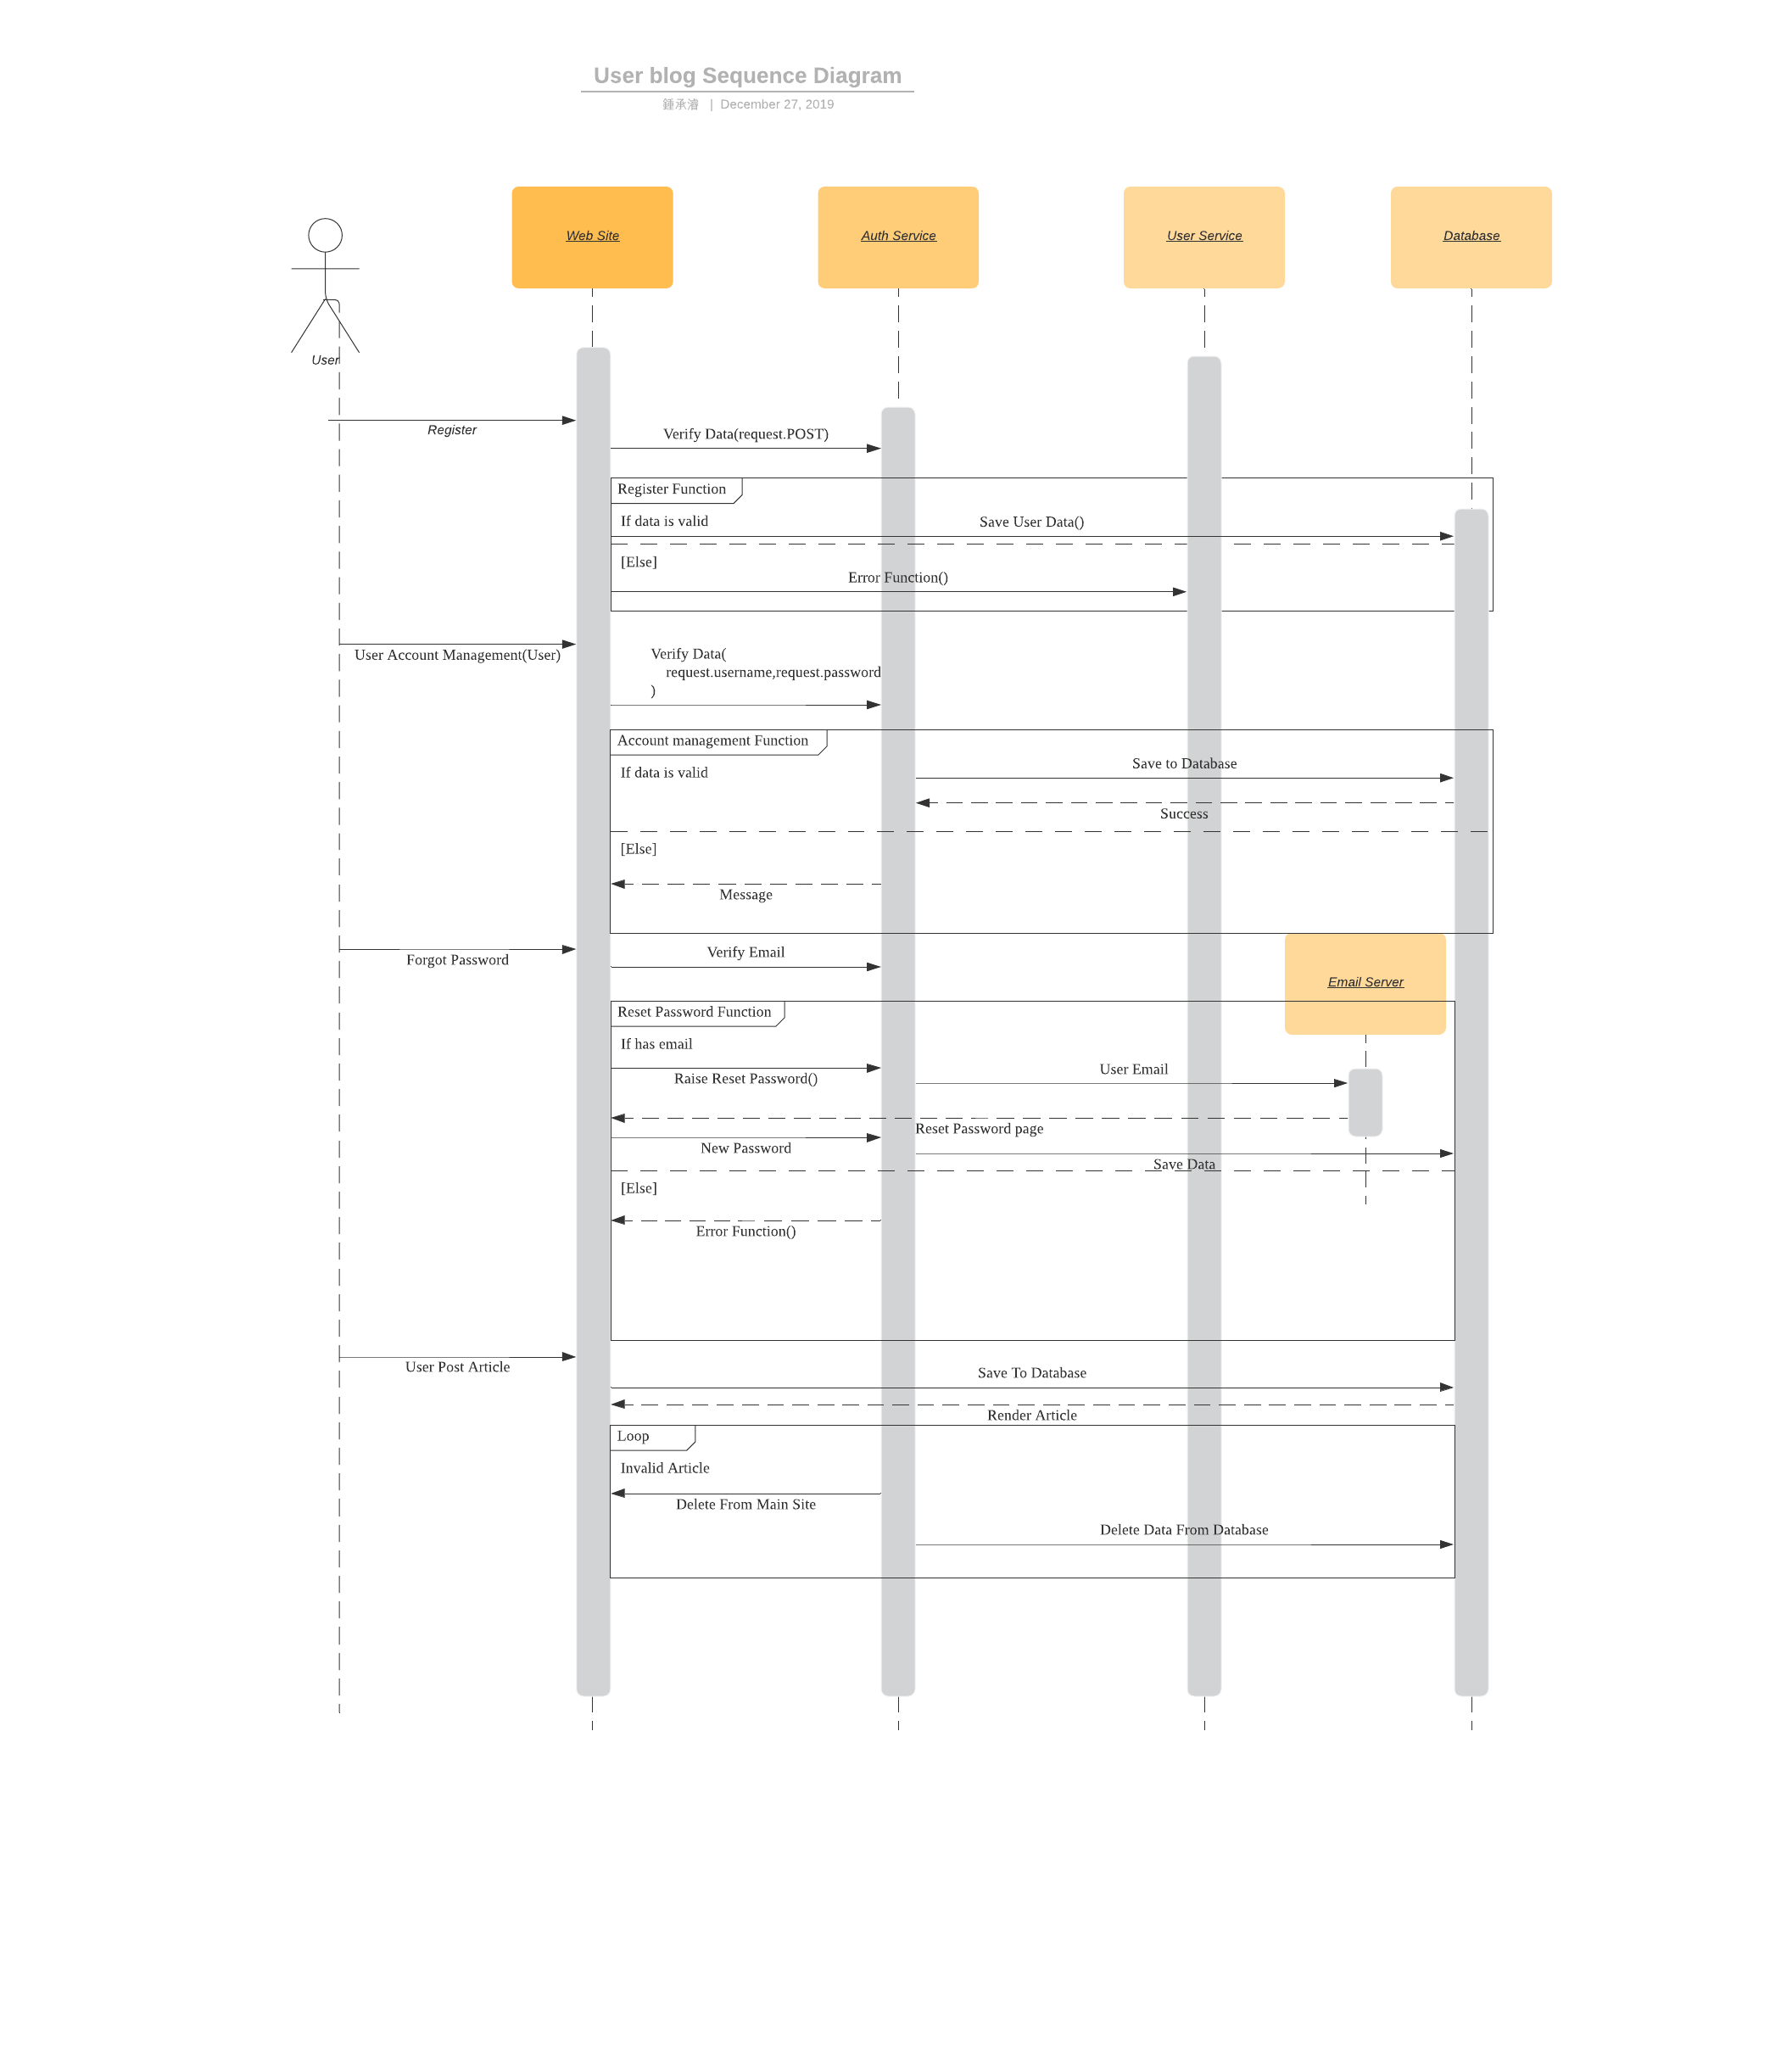 User blog Sequence Diagram
鍾承濬 | December 27, 2019
Web Site
Auth Service
User Service
Database
User
Register
Verify Data(request.POST)
Register Function
If data is valid
Save User Data()
[Else]
Error Function()
User Account Management(User)
Verify Data(
request.username,request.password
)
Account management Function
If data is valid
Save to Database
Success
[Else]
Message
Forgot Password
Verify Email
Email Server
Reset Password Function
If has email
Raise Reset Password()
User Email
Reset Password page
New Password
Save Data
[Else]
Error Function()
User Post Article
Save To Database
Render Article
Loop
Invalid Article
Delete From Main Site
Delete Data From Database